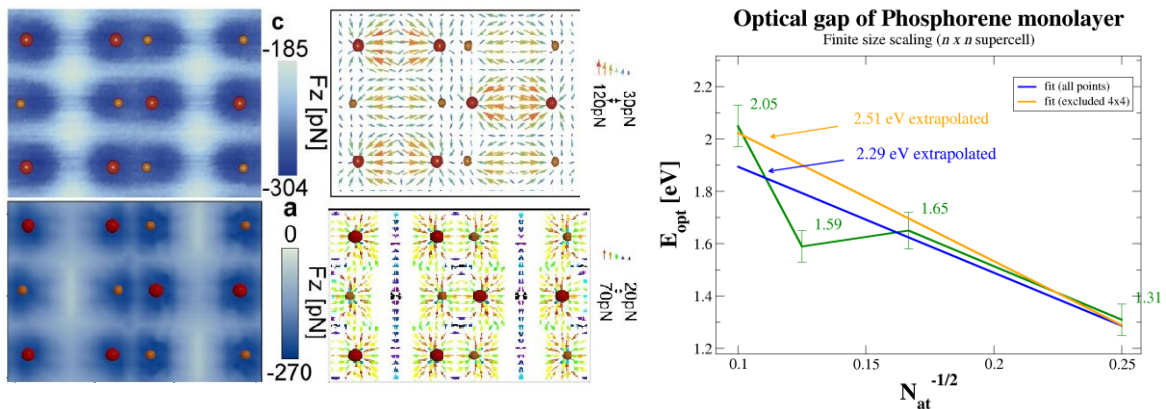 c
-185
Fz [pN]
-304
120pN
30pN
a
0
Fz [pN]
-270
70pN
20pN
Optical gap of Phosphorene monolayer
Finite size scaling (n x n supercell)
2.2
2
1.8
1.6
1.4
1.2
E_opt [eV]
fit (all points)
fit (excluded 4x4)
2.05
2.51 eV extrapolated
2.29 eV extrapolated
1.59
1.65
1.31
0.1
0.15
0.2
0.25
N_at^-1/2